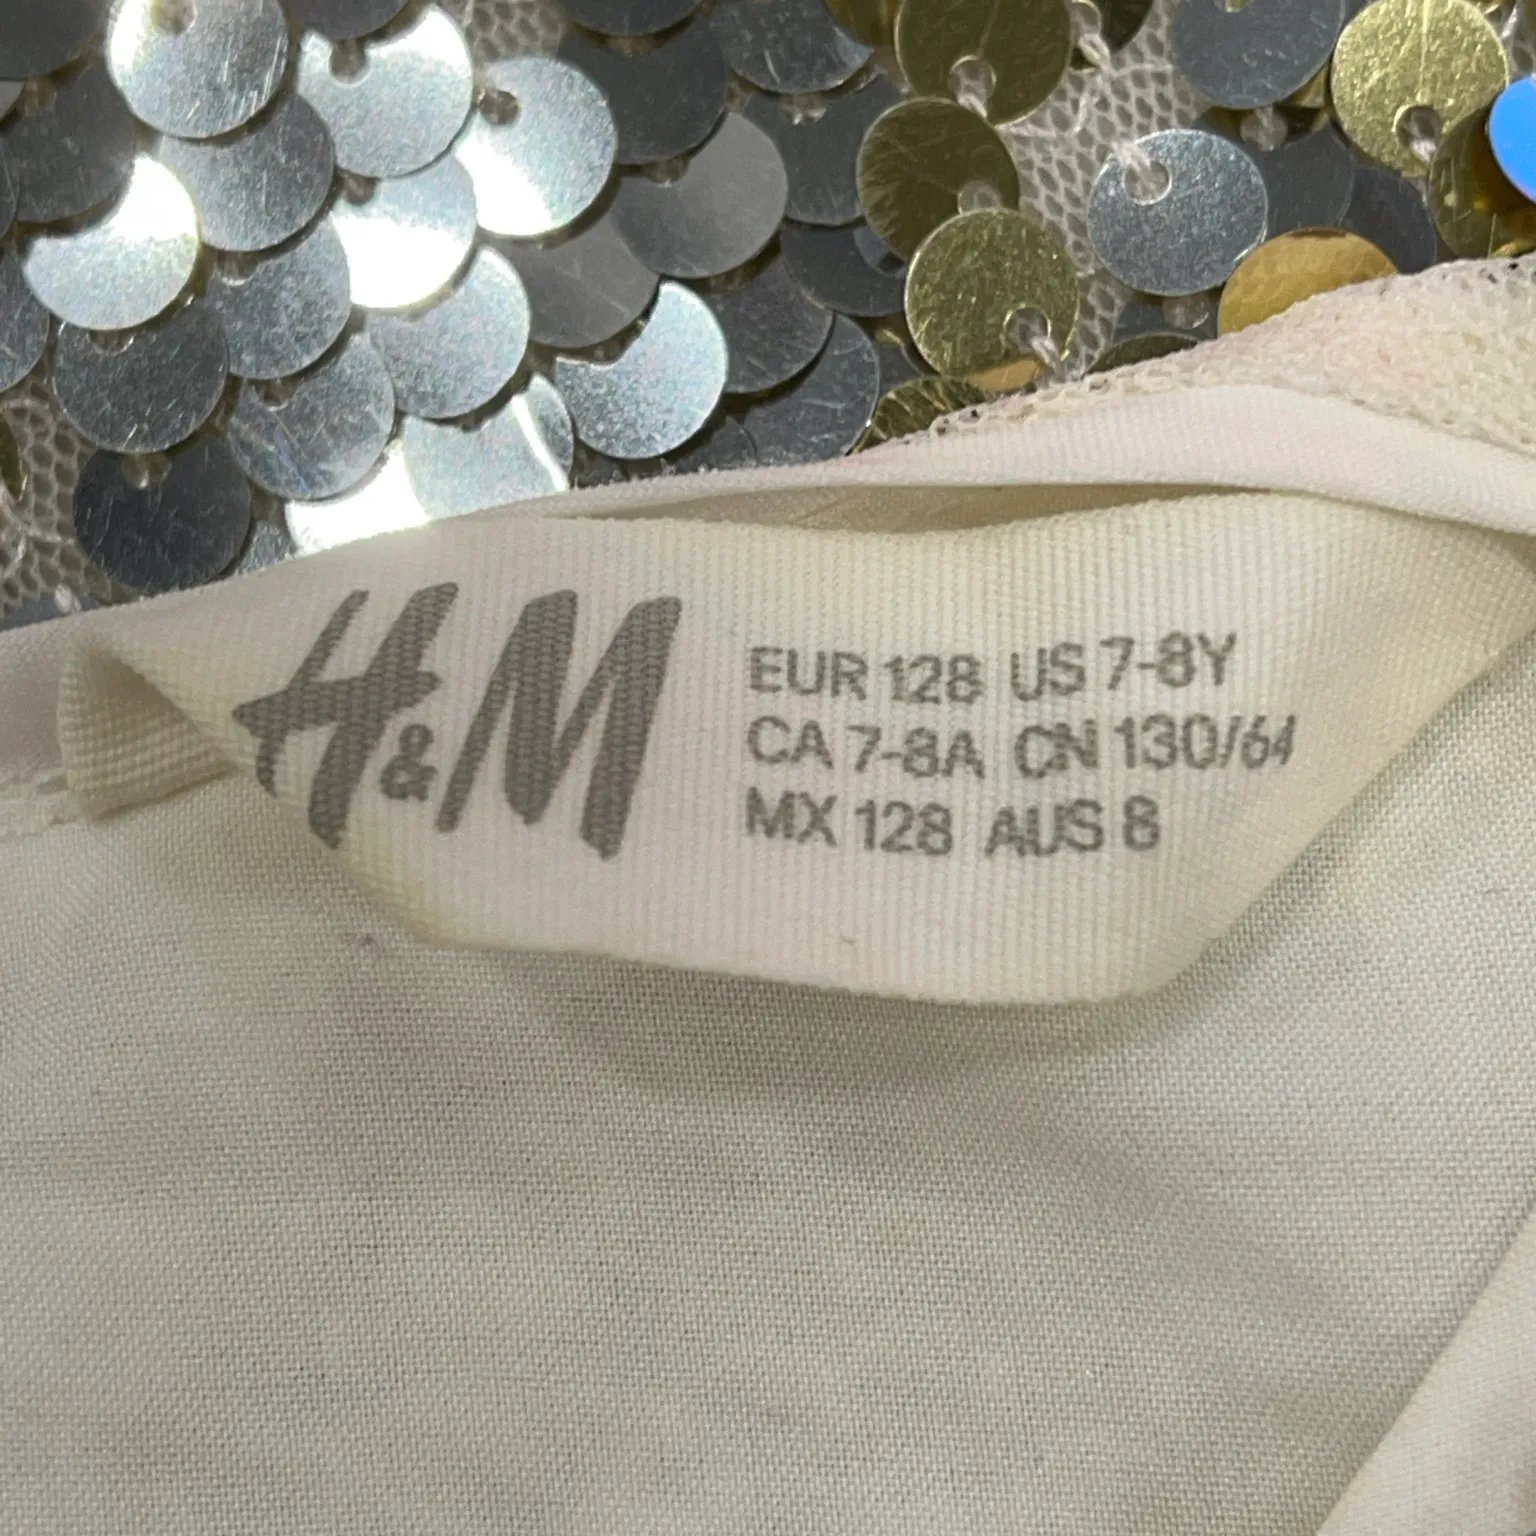 H&M
EUR 128 US 7-8Y
CA 7-8A CN 130/64
MX 128 AUS 8